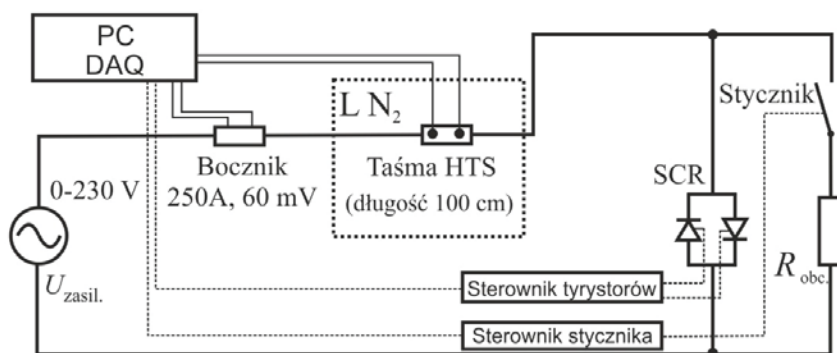 PC
DAQ
L N2
Stycznik
Bocznik
250A, 60 mV
Taśma HTS
(długość 100 cm)
0-230 V
SCR
Uzasil.
Robc.
Sterownik tyrystorów
Sterownik stycznika